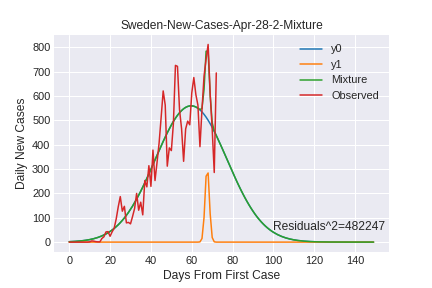 Sweden-New-Cases-Apr-28-2-Mixture
y0
y1
Mixture
Observed
800
700
600
500
400
300
200
100
0
Daily New Cases
Residuals^2=482247
0 20 40 60 80 100 120 140
Days From First Case